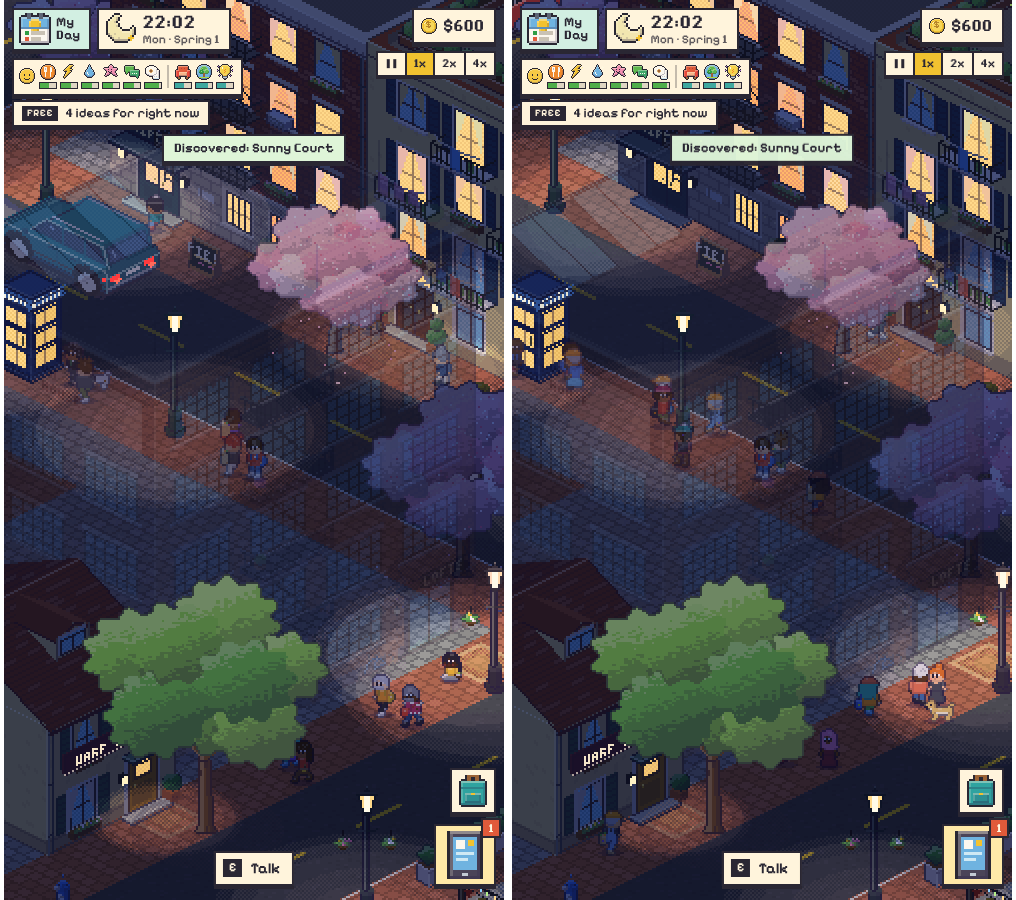 My
Day
22:02
Mon · Spring 1
$600
1x
2x
4x
FREE
4 ideas for right now
Discovered: Sunny Court
1
E
Talk
My
Day
22:02
Mon · Spring 1
$600
1x
2x
4x
FREE
4 ideas for right now
Discovered: Sunny Court
1
E
Talk